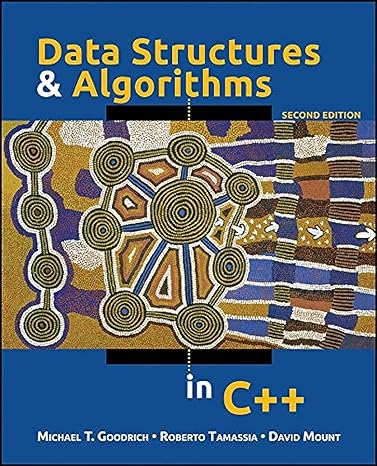 Data Structures
& Algorithms
SECOND EDITION
in C++
MICHAEL T. GOODRICH • ROBERTO TAMASSIA • DAVID MOUNT